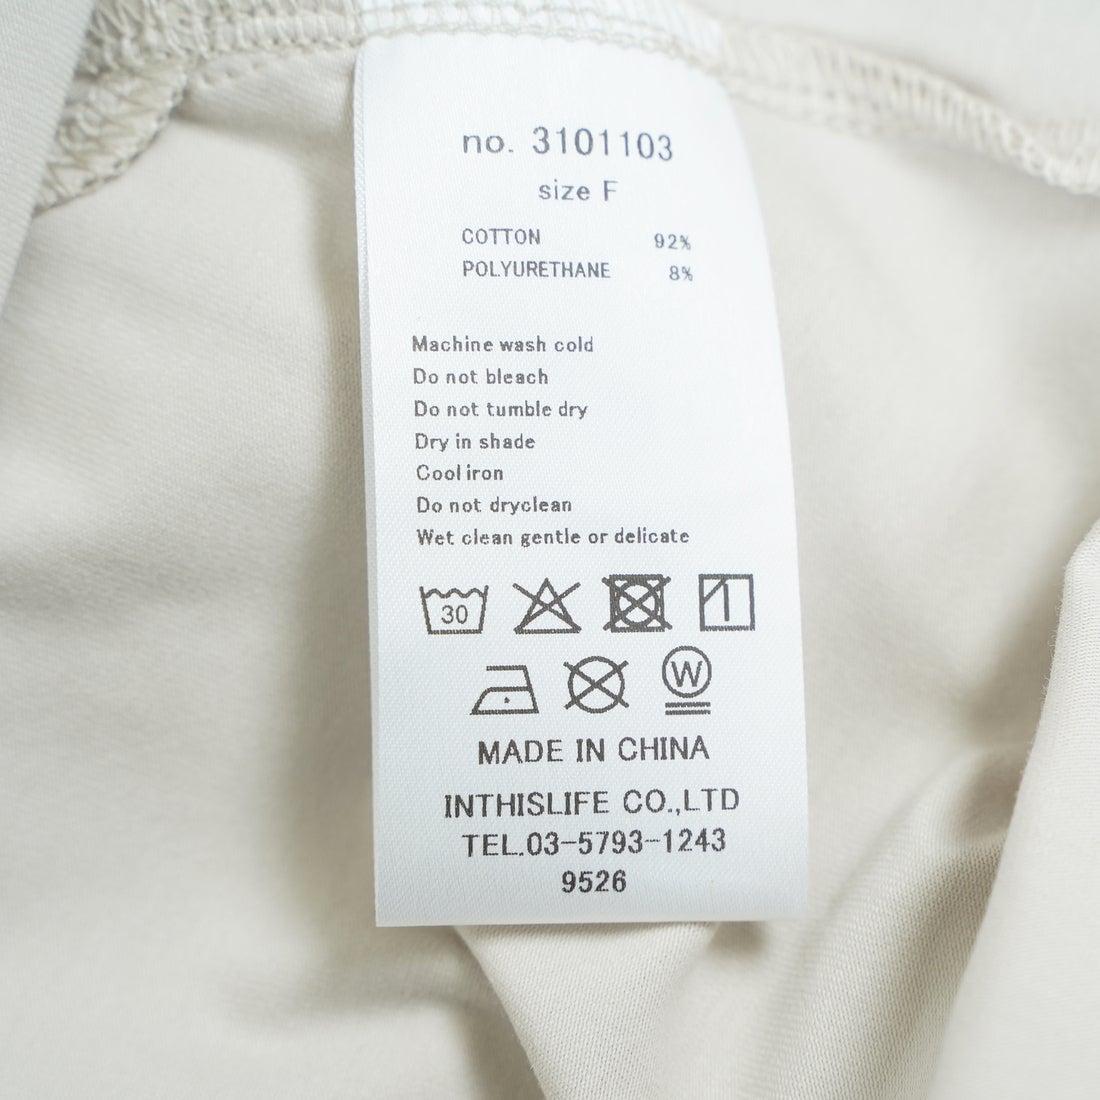 no. 3101103
size F
COTTON 92%
POLYURETHANE 8%
Machine wash cold
Do not bleach
Do not tumble dry
Dry in shade
Cool iron
Do not dryclean
Wet clean gentle or delicate
30
W
MADE IN CHINA
INTHISLIFE CO.,LTD
TEL.03-5793-1243
9526